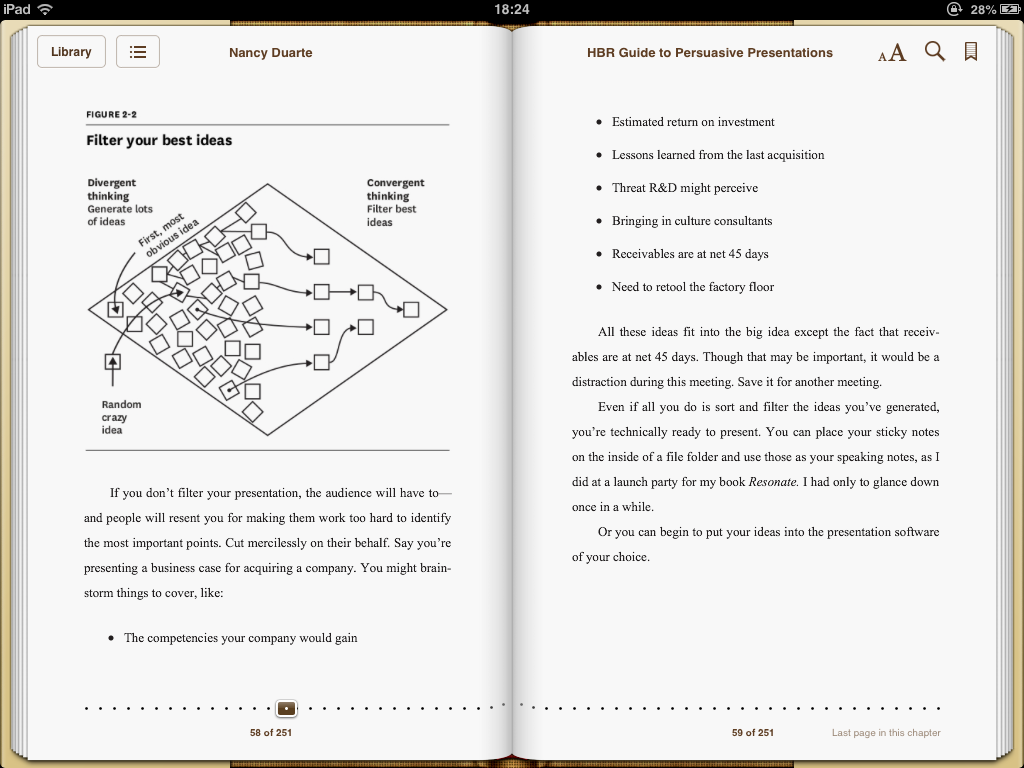 iPad
18:24
28%
Library
Nancy Duarte
HBR Guide to Persuasive Presentations
AA
FIGURE 2-2
Filter your best ideas
Divergent
thinking
Generate lots
of ideas
First, most
obvious idea
Convergent
thinking
Filter best
ideas
Random
crazy
idea
If you don’t filter your presentation, the audience will have to—
and people will resent you for making them work too hard to identify
the most important points. Cut mercilessly on their behalf. Say you’re
presenting a business case for acquiring a company. You might brain-
storm things to cover, like:
• The competencies your company would gain
58 of 251
• Estimated return on investment
• Lessons learned from the last acquisition
• Threat R&D might perceive
• Bringing in culture consultants
• Receivables are at net 45 days
• Need to retool the factory floor
All these ideas fit into the big idea except the fact that receiv-
ables are at net 45 days. Though that may be important, it would be a
distraction during this meeting. Save it for another meeting.
Even if all you do is sort and filter the ideas you’ve generated,
you’re technically ready to present. You can place your sticky notes
on the inside of a file folder and use those as your speaking notes, as I
did at a launch party for my book Resonate. I had only to glance down
once in a while.
Or you can begin to put your ideas into the presentation software
of your choice.
59 of 251
Last page in this chapter